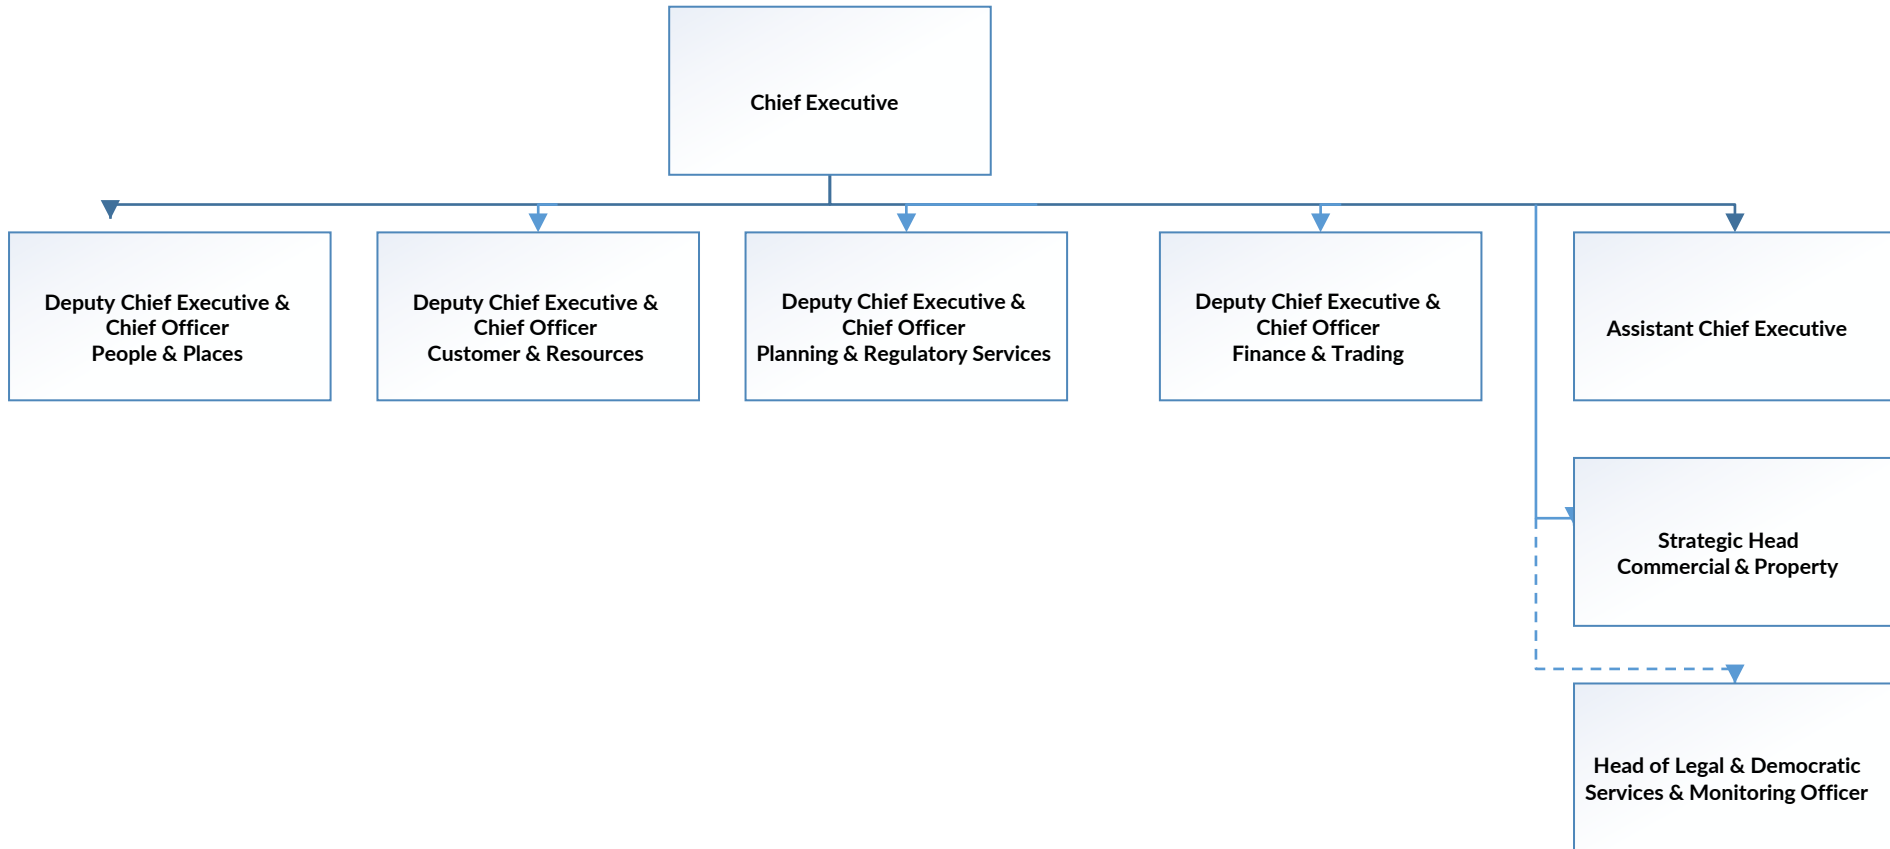 Chief Executive
Deputy Chief Executive &
Chief Officer
People & Places
Deputy Chief Executive &
Chief Officer
Customer & Resources
Deputy Chief Executive &
Chief Officer
Planning & Regulatory Services
Deputy Chief Executive &
Chief Officer
Finance & Trading
Assistant Chief Executive
Strategic Head
Commercial & Property
Head of Legal & Democratic
Services & Monitoring Officer